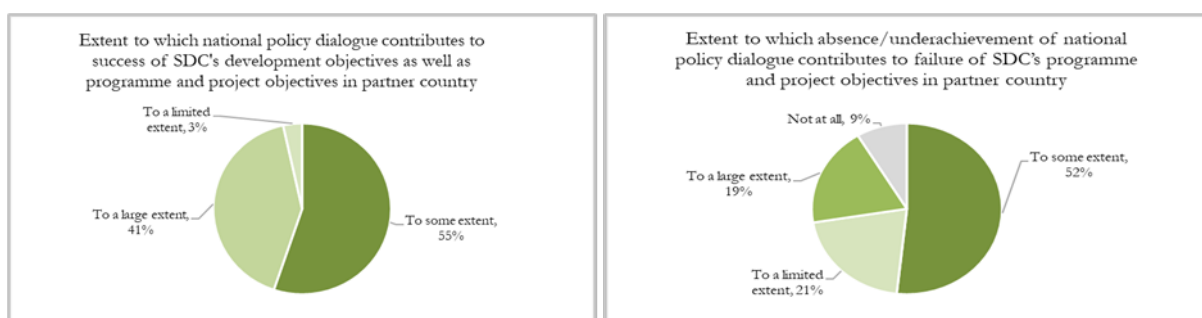 Extent to which national policy dialogue contributes to
success of SDC's development objectives as well as
programme and project objectives in partner country
To a limited
extent, 3%
To a large extent,
41%
To some extent,
55%
Extent to which absence/underachievement of national
policy dialogue contributes to failure of SDC's programme
and project objectives in partner country
Not at all, 9%
To a large extent,
19%
To some extent,
52%
To a limited
extent, 21%